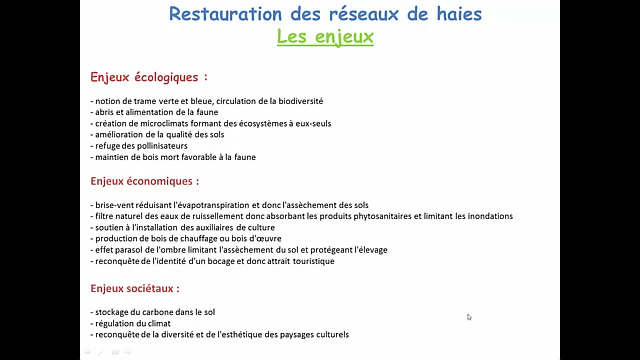 Restauration des réseaux de haies
Les enjeux
Enjeux écologiques :
- notion de trame verte et bleue, circulation de la biodiversité
- abris et alimentation de la faune
- création de microclimats formant des écosystèmes à eux-seuls
- amélioration de la qualité des sols
- refuge des pollinisateurs
- maintien de bois mort favorable à la faune
Enjeux économiques :
- brise-vent réduisant l'évapotranspiration et donc l'assèchement des sols
- filtre naturel des eaux de ruissellement donc absorbant les produits phytosanitaires et limitant les inondations
- soutien à l'installation des auxiliaires de culture
- production de bois de chauffage ou bois d'œuvre
- effet parasol de l'ombre limitant l'assèchement du sol et protégeant l'élevage
- reconquête de l'identité d'un bocage et donc attrait touristique
Enjeux sociétaux :
- stockage du carbone dans le sol
- régulation du climat
- reconquête de la diversité et de l'esthétique des paysages culturels